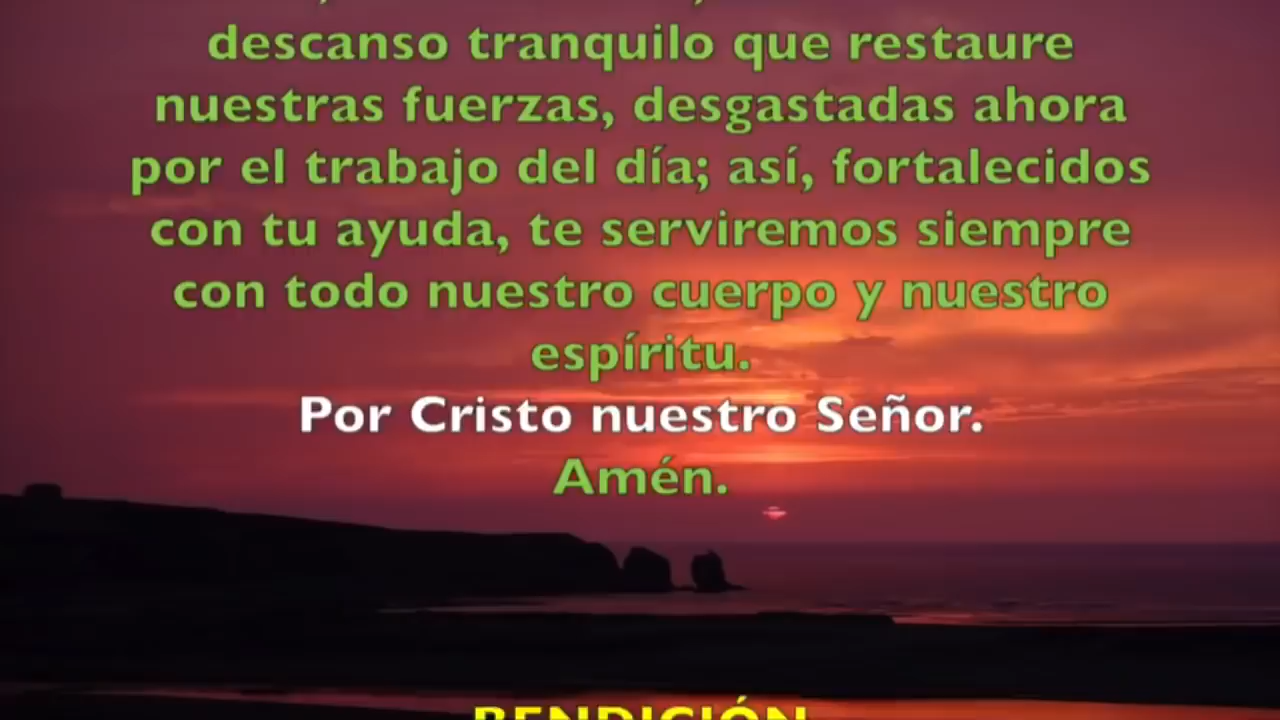 descanso tranquilo que restaure
nuestras fuerzas, desgastadas ahora
por el trabajo del día; así, fortalecidos
con tu ayuda, te serviremos siempre
con todo nuestro cuerpo y nuestro
espíritu.
Por Cristo nuestro Señor.
Amén.
BENDICIÓN